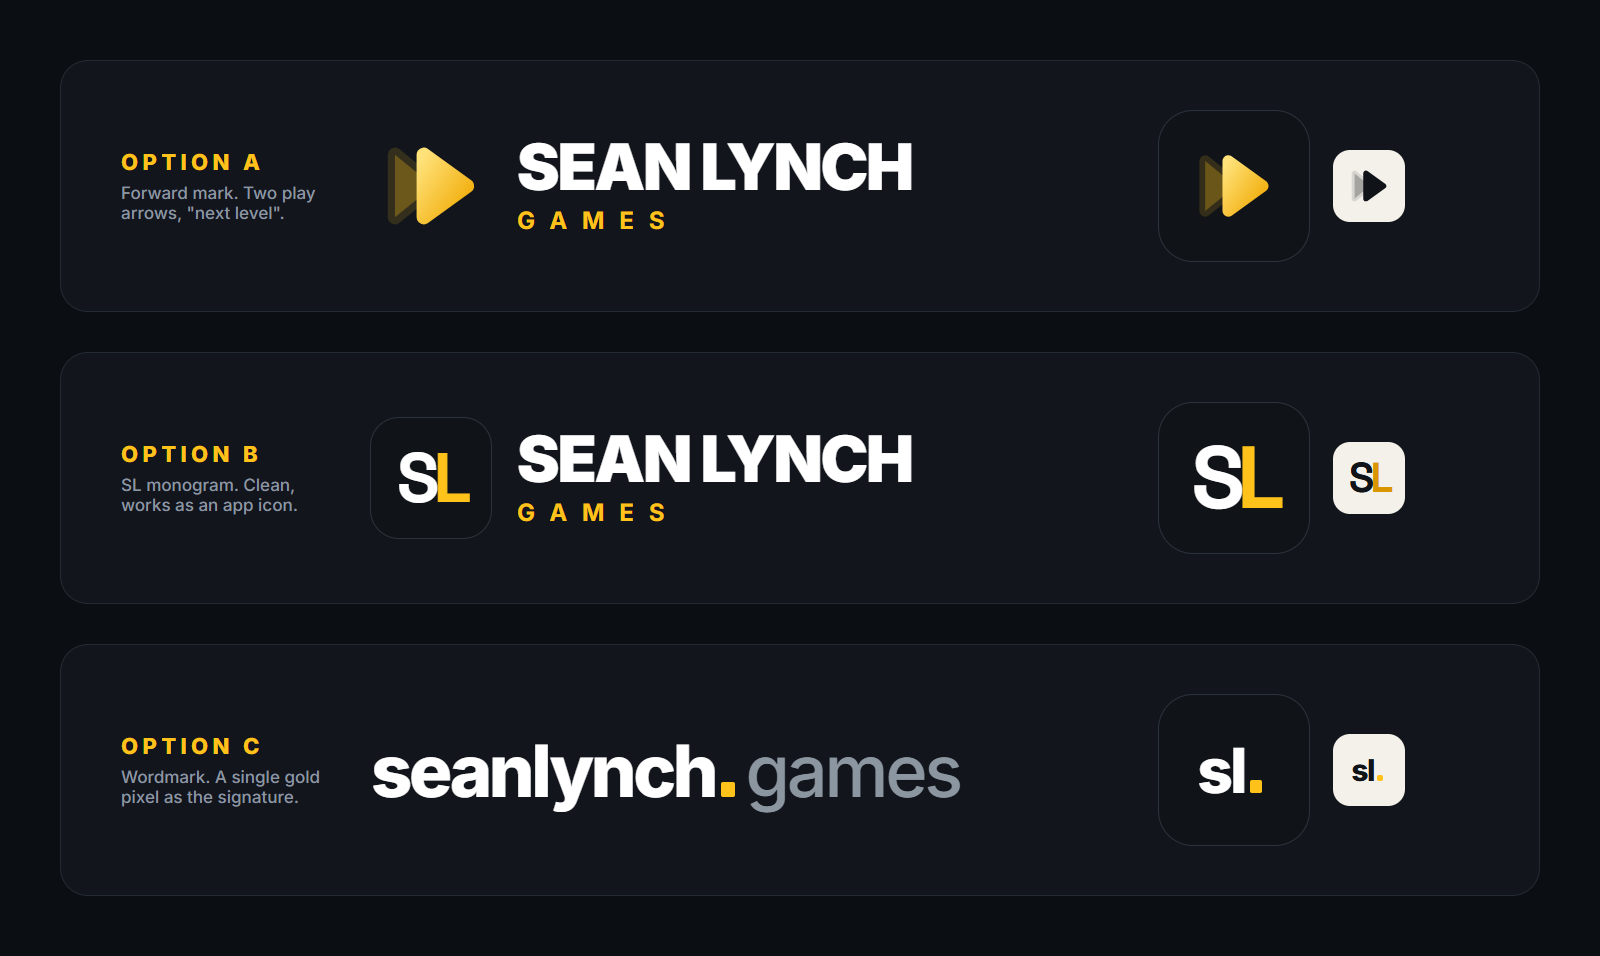 OPTION A
Forward mark. Two play
arrows, "next level".
SEAN LYNCH
GAMES
OPTION B
SL monogram. Clean,
works as an app icon.
SL
SEAN LYNCH
GAMES
SL
SL
OPTION C
Wordmark. A single gold
pixel as the signature.
seanlynch.games
sl.
sl.